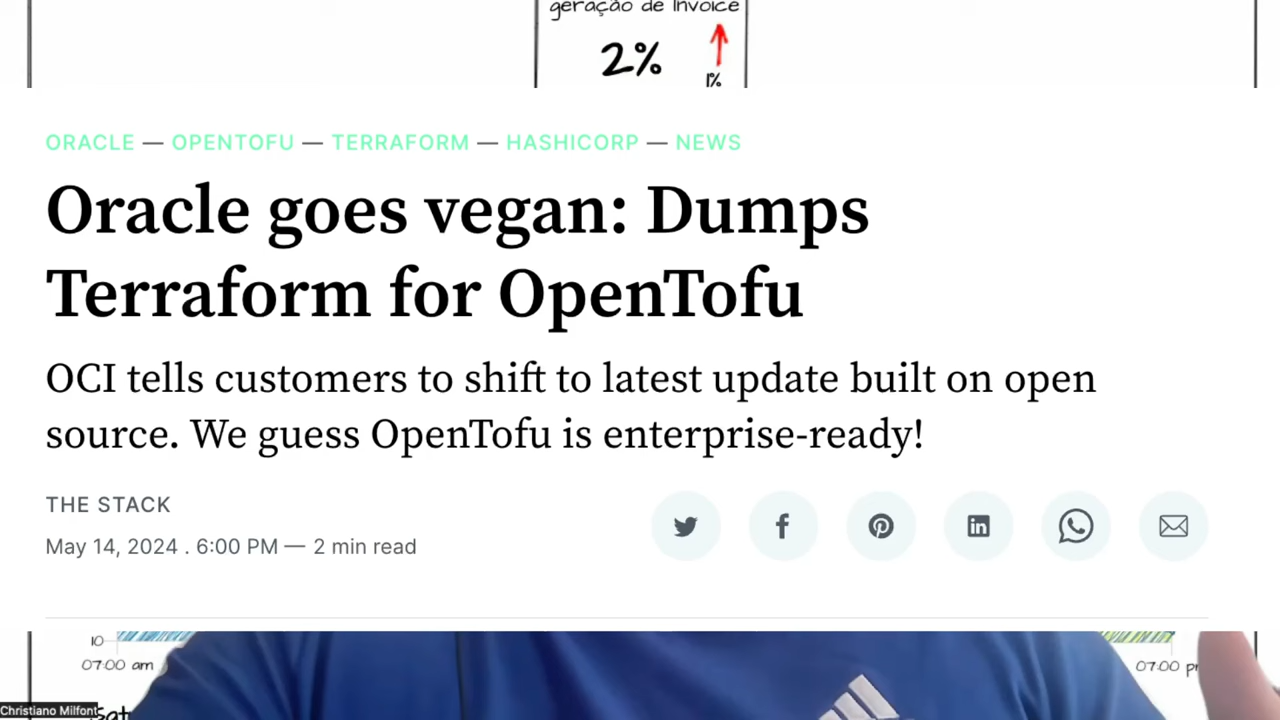 geração de Invoice
2%
1%
ORACLE — OPENTOFU — TERRAFORM — HASHICORP — NEWS
Oracle goes vegan: Dumps
Terraform for OpenTofu
OCI tells customers to shift to latest update built on open
source. We guess OpenTofu is enterprise-ready!
THE STACK
May 14, 2024 . 6:00 PM — 2 min read
10
07:00 am
07:00
Christiano Milfont